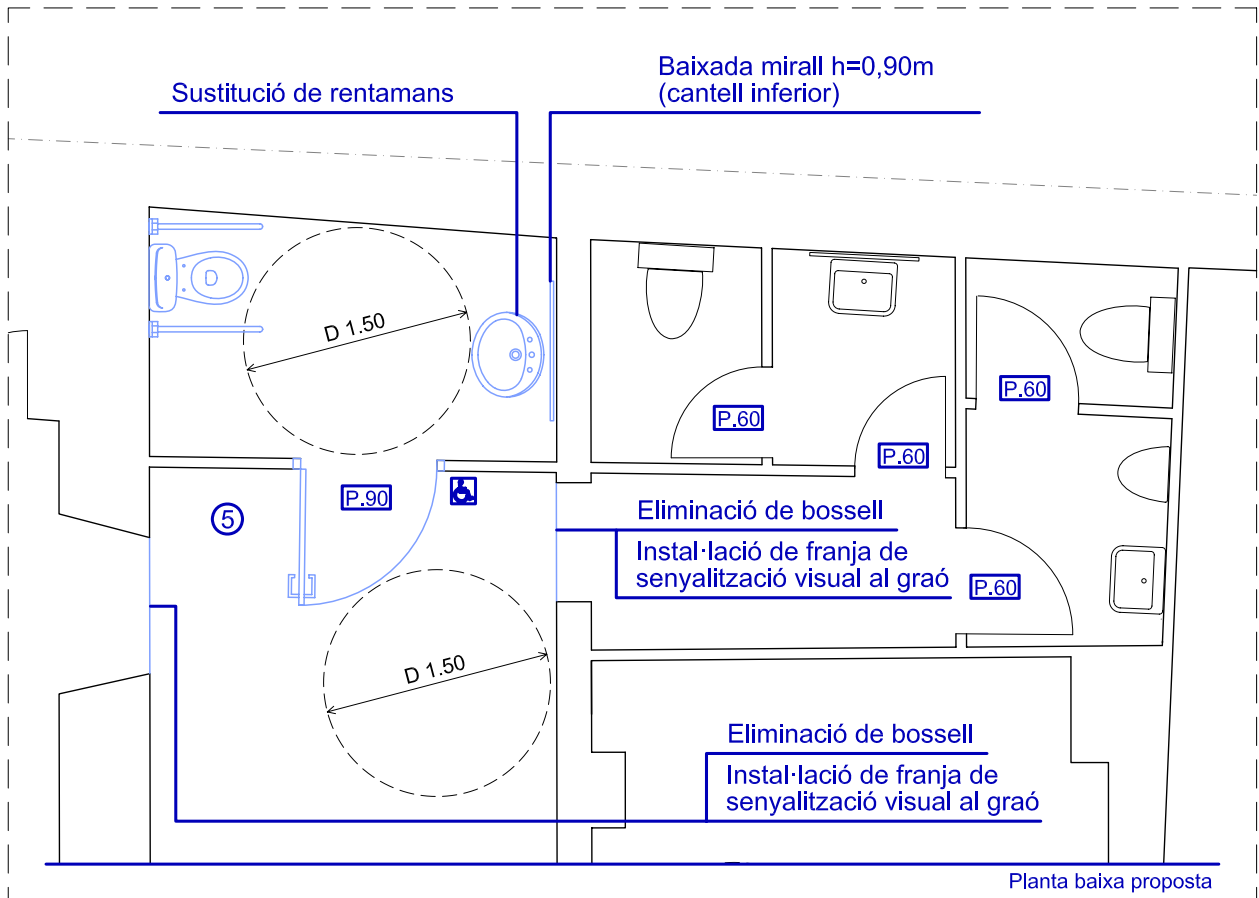 Sustitució de rentamans
Baixada mirall h=0,90m
(cantell inferior)
D 1.50
P.60
P.60
P.60
P.90
5
Eliminació de bossell
Instal·lació de franja de
senyalització visual al graó
P.60
D 1.50
Eliminació de bossell
Instal·lació de franja de
senyalització visual al graó
Planta baixa proposta